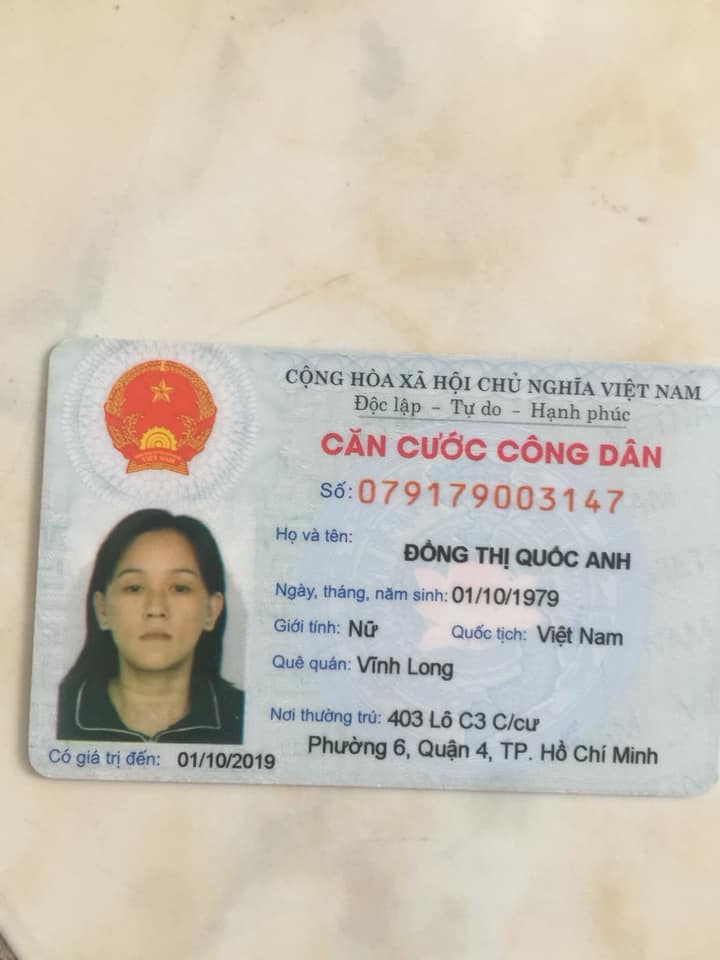 CỘNG HÒA XÃ HỘI CHỦ NGHĨA VIỆT NAM
Độc lập - Tự do - Hạnh phúc
CĂN CƯỚC CÔNG DÂN
Số: 079179003147
Họ và tên:
ĐỒNG THỊ QUỐC ANH
Ngày, tháng, năm sinh: 01/10/1979
Giới tính: Nữ Quốc tịch: Việt Nam
Quê quán: Vĩnh Long
Nơi thường trú: 403 Lô C3 C/cư
Phường 6, Quận 4, TP. Hồ Chí Minh
Có giá trị đến: 01/10/2019
VIỆT NAM